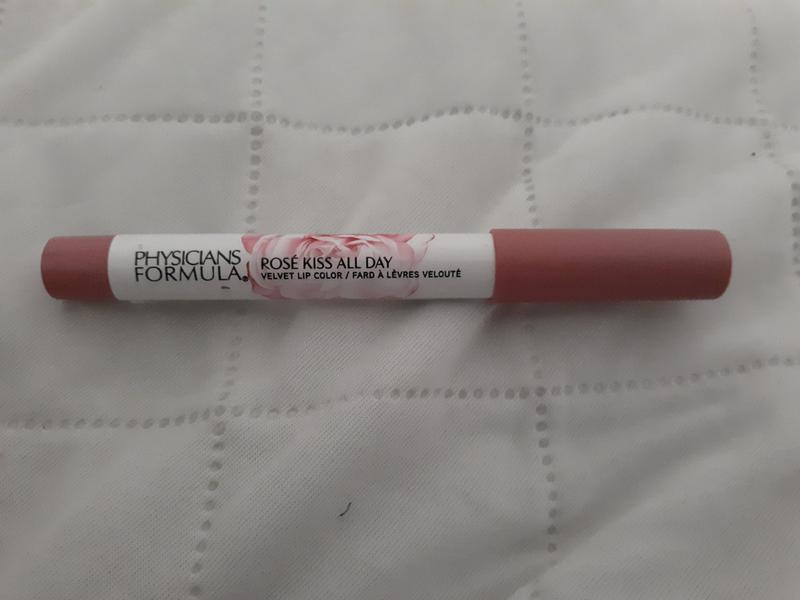 PHYSICIANS
FORMULA®
ROSÉ KISS ALL DAY
VELVET LIP COLOR / FARD À LÈVRES VELOUTÉ